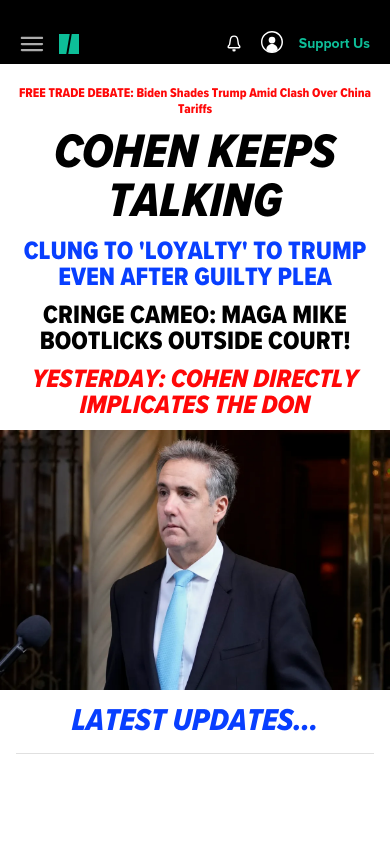 Support Us
FREE TRADE DEBATE: Biden Shades Trump Amid Clash Over China
Tariffs
COHEN KEEPS
TALKING
CLUNG TO 'LOYALTY' TO TRUMP
EVEN AFTER GUILTY PLEA
CRINGE CAMEO: MAGA MIKE
BOOTLICKS OUTSIDE COURT!
YESTERDAY: COHEN DIRECTLY
IMPLICATES THE DON
LATEST UPDATES...